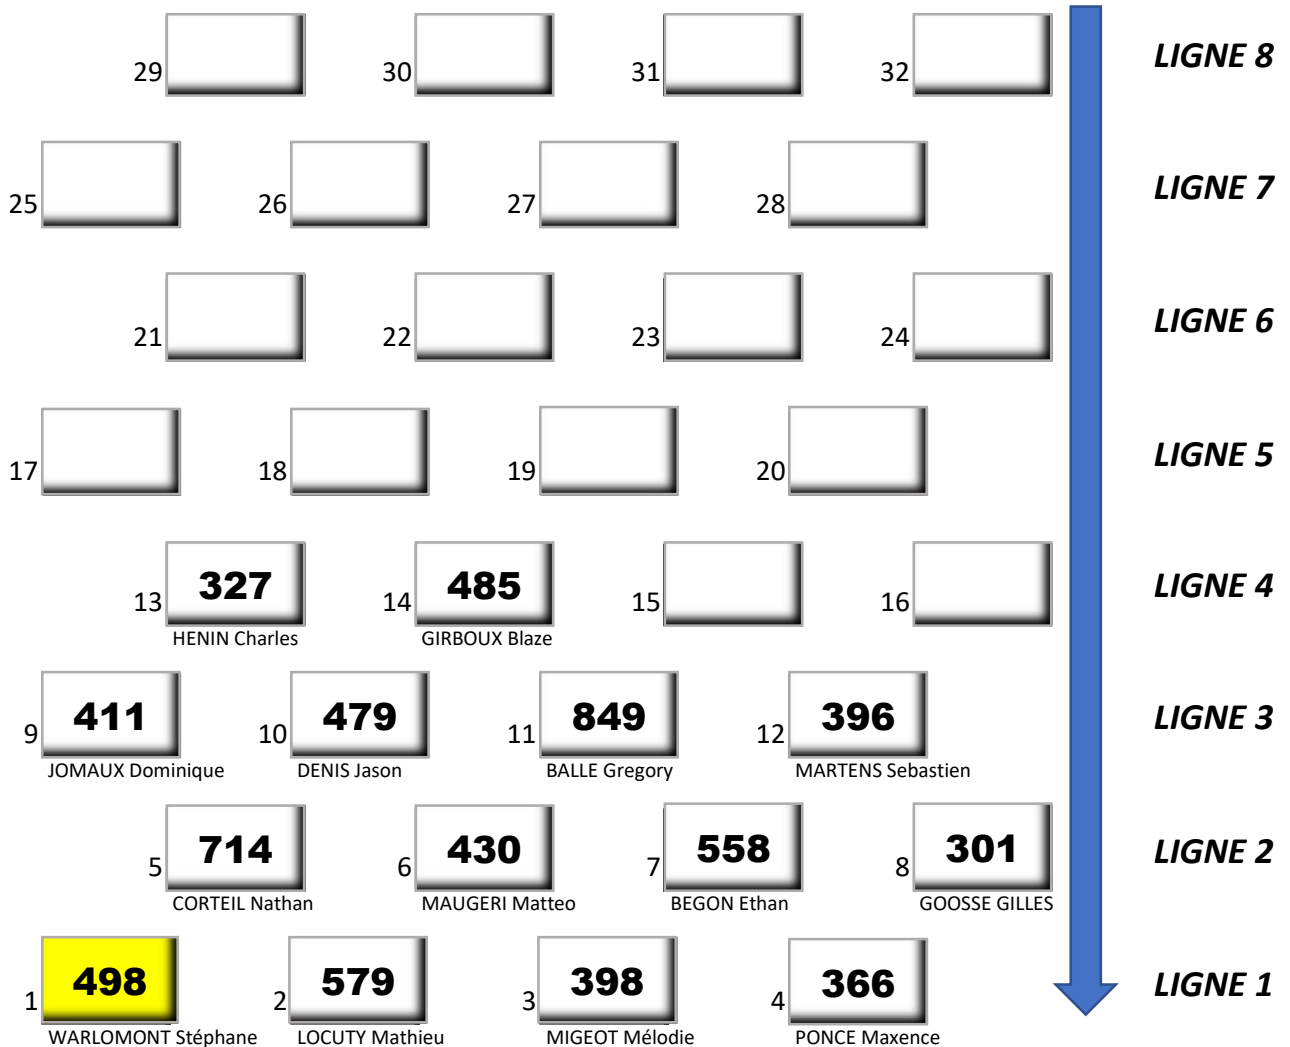 29 30 31 32 LIGNE 8
25 26 27 28 LIGNE 7
21 22 23 24 LIGNE 6
17 18 19 20 LIGNE 5
13 327 14 485 15 16 LIGNE 4
HENIN Charles GIRBOUX Blaze
9 411 10 479 11 849 12 396 LIGNE 3
JOMAUX Dominique DENIS Jason BALLE Gregory MARTENS Sebastien
5 714 6 430 7 558 8 301 LIGNE 2
CORTEIL Nathan MAUGERI Matteo BEGON Ethan GOOSSE GILLES
1 498 2 579 3 398 4 366 LIGNE 1
WARLOMONT Stéphane LOCUTY Mathieu MIGEOT Mélodie PONCE Maxence